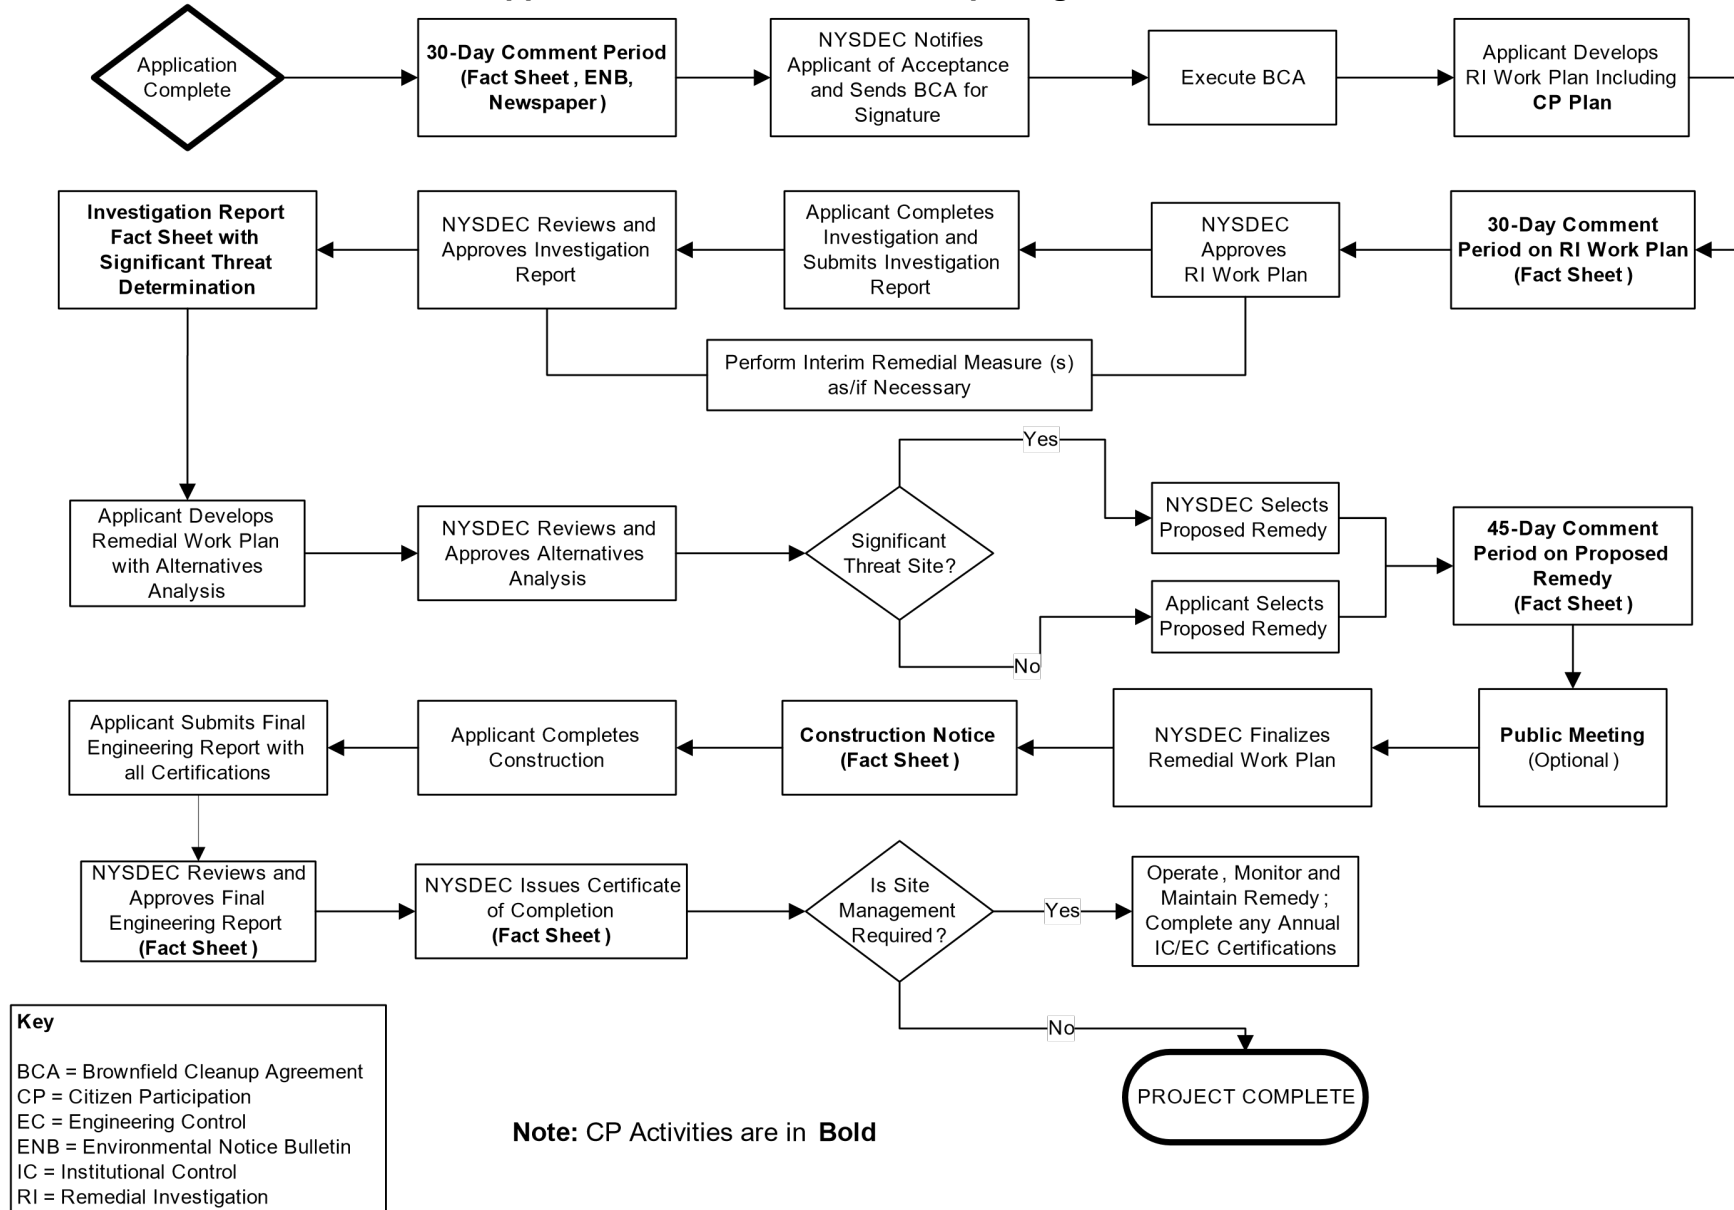 Application
Complete
30-Day Comment Period
(Fact Sheet, ENB,
Newspaper)
NYSDEC Notifies
Applicant of Acceptance
and Sends BCA for
Signature
Execute BCA
Applicant Develops
RI Work Plan Including
CP Plan
Investigation Report
Fact Sheet with
Significant Threat
Determination
NYSDEC Reviews and
Approves Investigation
Report
Applicant Completes
Investigation and
Submits Investigation
Report
NYSDEC
Approves
RI Work Plan
30-Day Comment
Period on RI Work Plan
(Fact Sheet)
Perform Interim Remedial Measure (s)
as/if Necessary
Yes
Applicant Develops
Remedial Work Plan
with Alternatives
Analysis
NYSDEC Reviews and
Approves Alternatives
Analysis
Significant
Threat Site?
NYSDEC Selects
Proposed Remedy
Applicant Selects
Proposed Remedy
45-Day Comment
Period on Proposed
Remedy
(Fact Sheet)
No
Applicant Submits Final
Engineering Report with
all Certifications
Applicant Completes
Construction
Construction Notice
(Fact Sheet)
NYSDEC Finalizes
Remedial Work Plan
Public Meeting
(Optional)
NYSDEC Reviews and
Approves Final
Engineering Report
(Fact Sheet)
NYSDEC Issues Certificate
of Completion
(Fact Sheet)
Is Site
Management
Required?
Yes
Operate, Monitor and
Maintain Remedy;
Complete any Annual
IC/EC Certifications
No
PROJECT COMPLETE
Key
BCA = Brownfield Cleanup Agreement
CP = Citizen Participation
EC = Engineering Control
ENB = Environmental Notice Bulletin
IC = Institutional Control
RI = Remedial Investigation
Note: CP Activities are in Bold